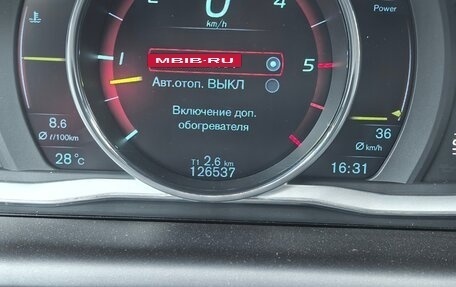 0
km/h
4
Power
1
5
MBIB-RU
Авт.отоп. ВЫКЛ
Включение доп.
обогревателя
8.6
Ø l/100km
36
Ø km/h
28 °C
T1 2.6 km
126537
16:31